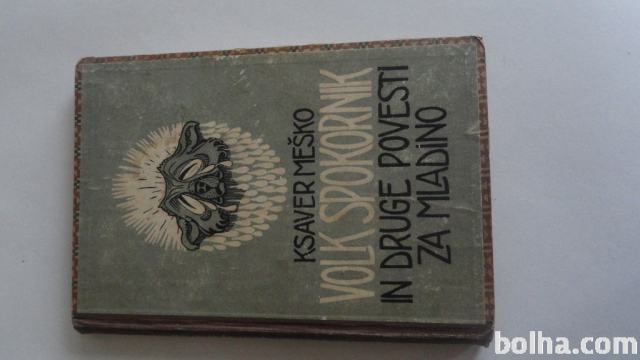 KSAVER MEŠKO
VOLK SPOKORNIK
IN DRUGE POVESTI
ZA MLADINO
bolha.com